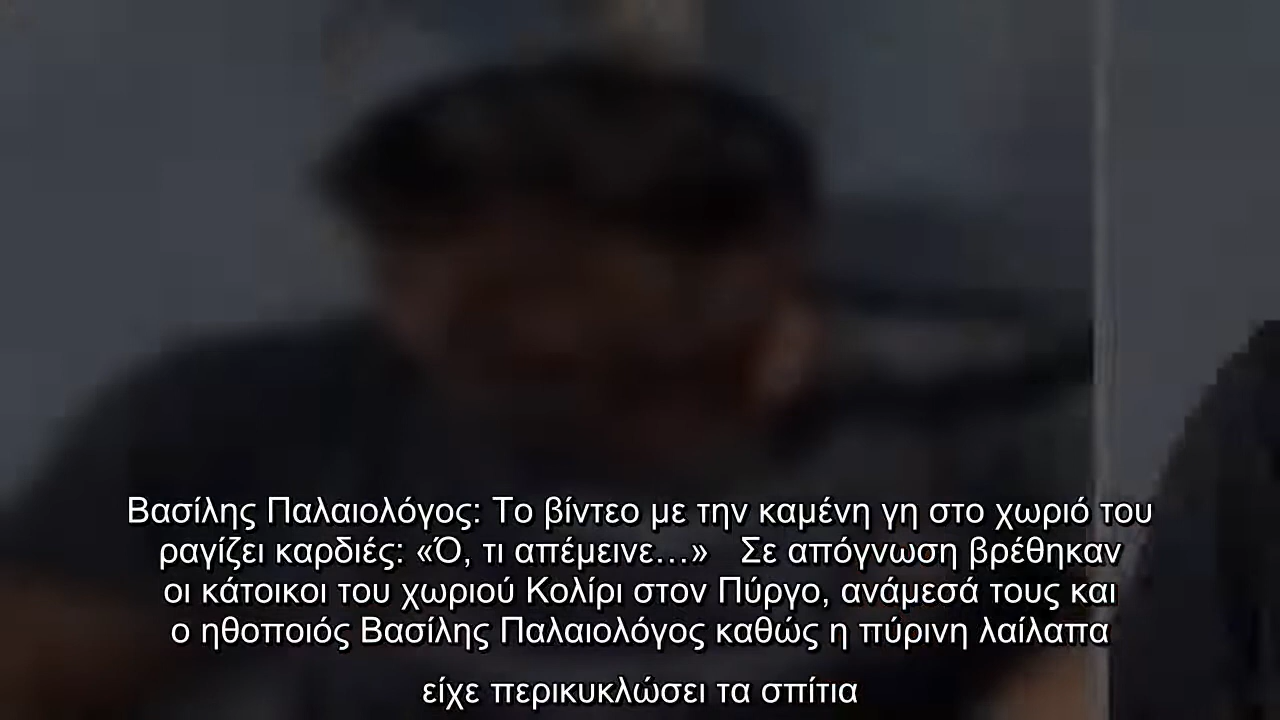 Βασίλης Παλαιολόγος: Το βίντεο με την καμένη γη στο χωριό του
ραγίζει καρδιές: «Ό, τι απέμεινε…» Σε απόγνωση βρέθηκαν
οι κάτοικοι του χωριού Κολίρι στον Πύργο, ανάμεσά τους και
ο ηθοποιός Βασίλης Παλαιολόγος καθώς η πύρινη λαίλαπα
είχε περικυκλώσει τα σπίτια